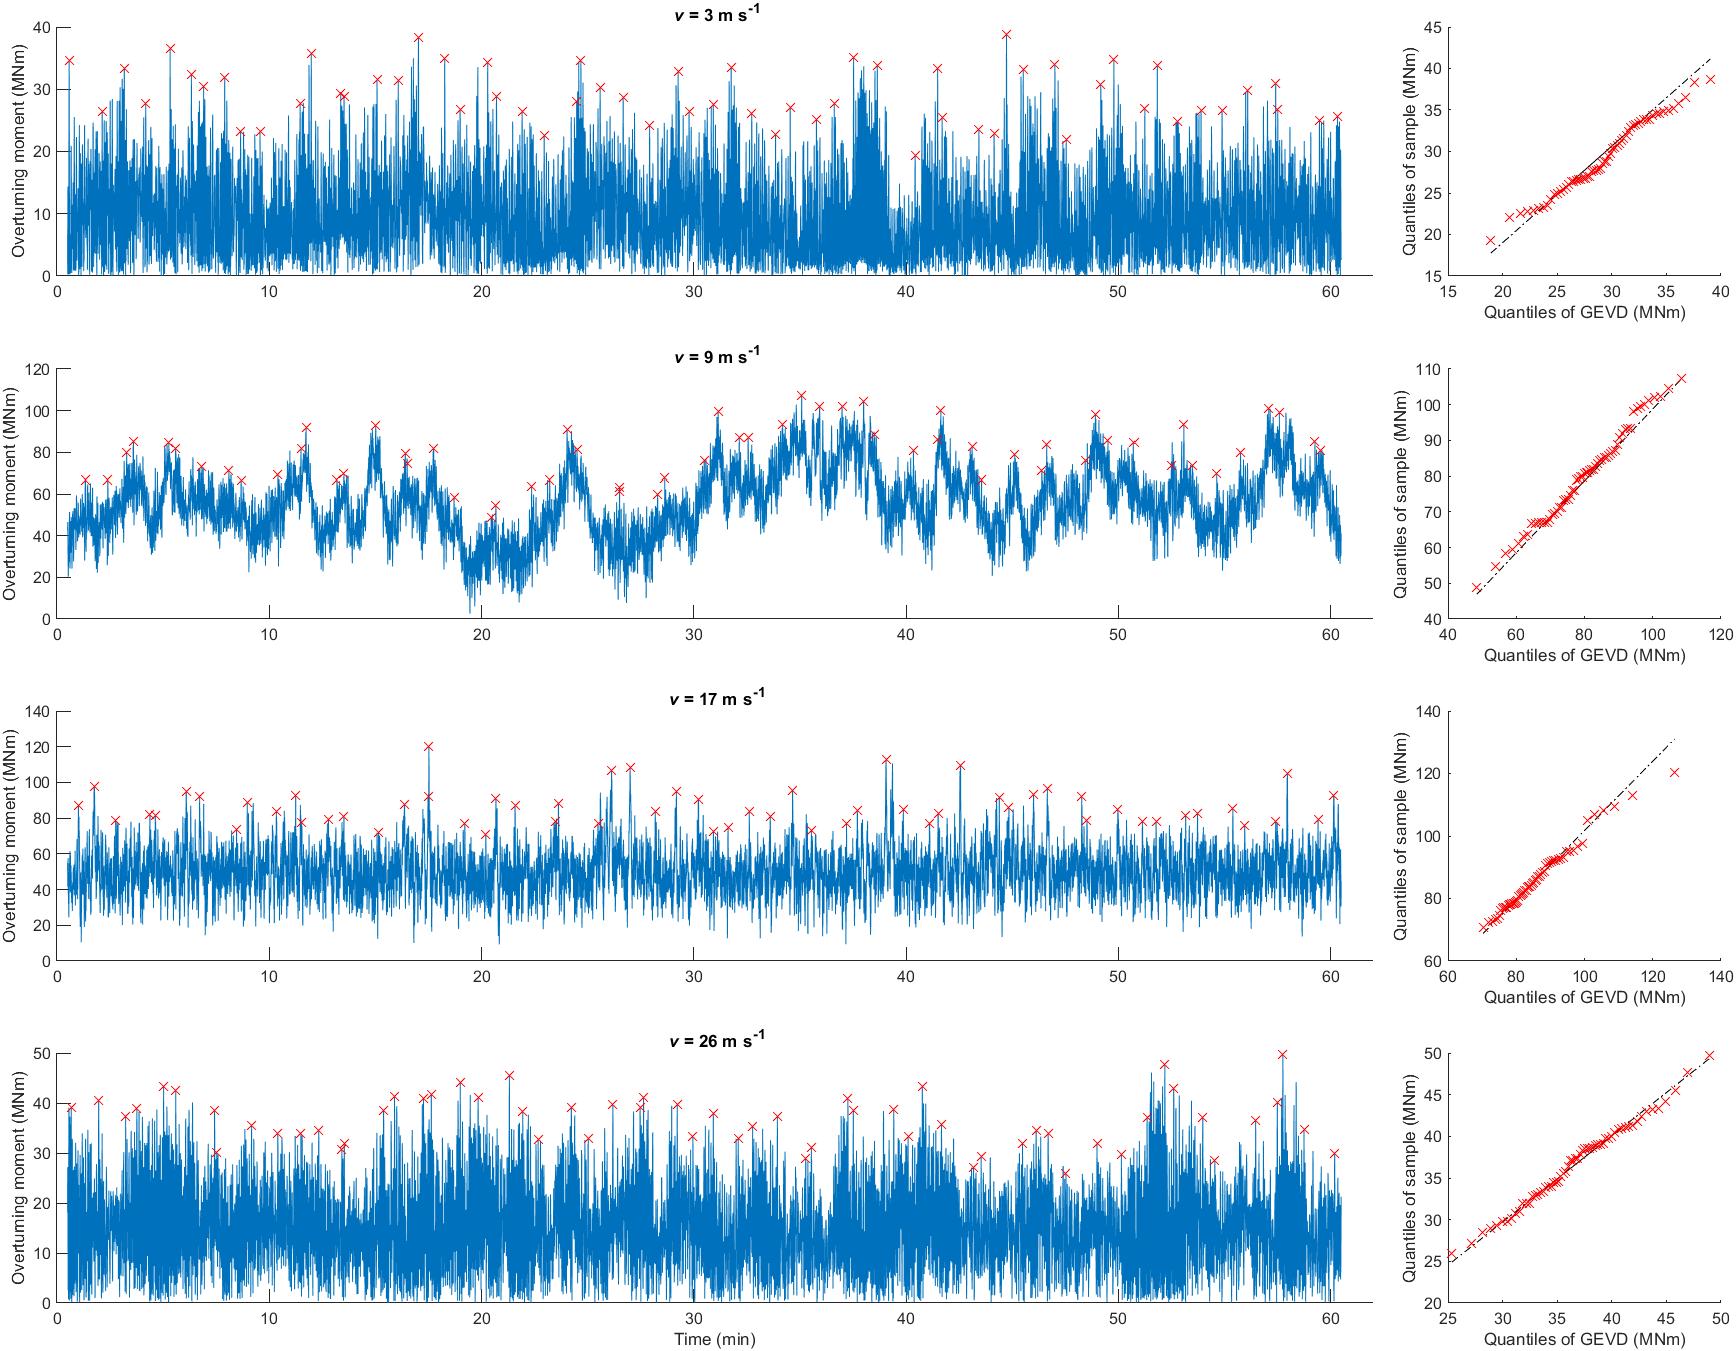 v = 3 m s-1
Overturning moment (MNm)
40
30
20
10
0
0 10 20 30 40 50 60
Quantiles of sample (MNm)
45
40
35
30
25
20
15
15 20 25 30 35 40
Quantiles of GEVD (MNm)
v = 9 m s-1
Overturning moment (MNm)
120
100
80
60
40
20
0
0 10 20 30 40 50 60
Quantiles of sample (MNm)
110
100
90
80
70
60
50
40
40 60 80 100 120
Quantiles of GEVD (MNm)
v = 17 m s-1
Overturning moment (MNm)
140
120
100
80
60
40
20
0
0 10 20 30 40 50 60
Quantiles of sample (MNm)
140
120
100
80
60
60 80 100 120 140
Quantiles of GEVD (MNm)
v = 26 m s-1
Overturning moment (MNm)
50
40
30
20
10
0
0 10 20 30 40 50 60
Time (min)
Quantiles of sample (MNm)
50
45
40
35
30
25
20
25 30 35 40 45 50
Quantiles of GEVD (MNm)